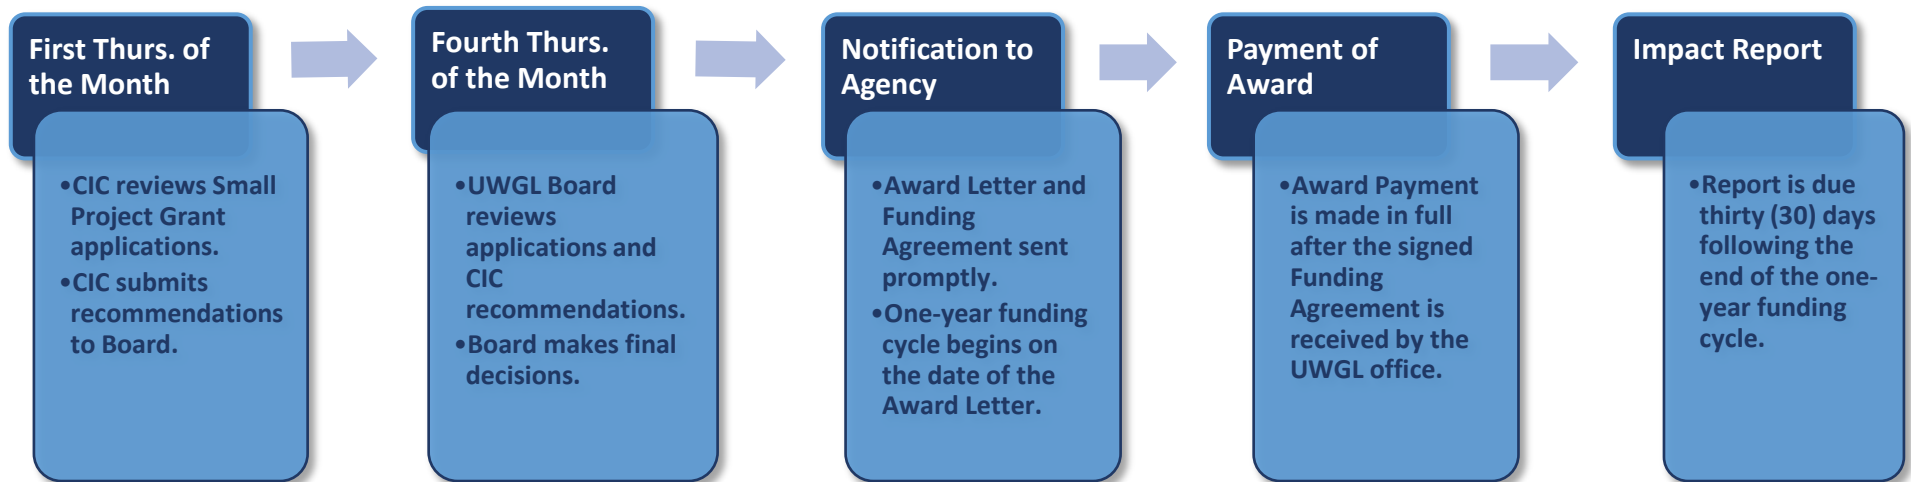 First Thurs. of
the Month
•CIC reviews Small
Project Grant
applications.
•CIC submits
recommendations
to Board.
Fourth Thurs.
of the Month
•UWGL Board
reviews
applications and
CIC
recommendations.
•Board makes final
decisions.
Notification to
Agency
•Award Letter and
Funding
Agreement sent
promptly.
•One-year funding
cycle begins on
the date of the
Award Letter.
Payment of
Award
•Award Payment
is made in full
after the signed
Funding
Agreement is
received by the
UWGL office.
Impact Report
•Report is due
thirty (30) days
following the
end of the one-
year funding
cycle.